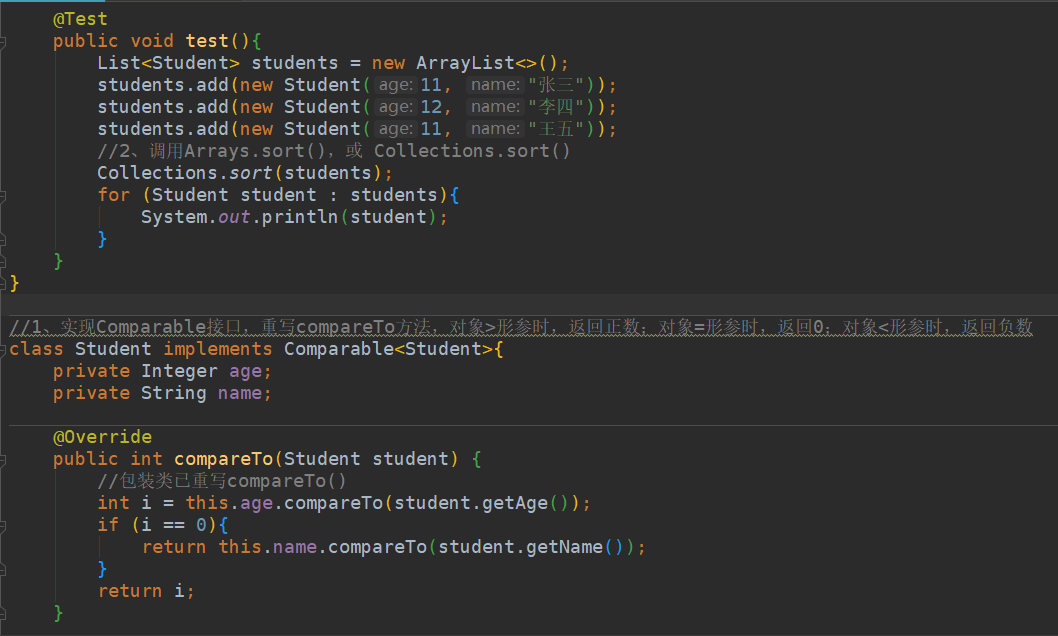 @Test
public void test(){
List<Student> students = new ArrayList<>();
students.add(new Student( age: 11, name: "张三"));
students.add(new Student( age: 12, name: "李四"));
students.add(new Student( age: 11, name: "王五"));
//2、调用Arrays.sort()，或 Collections.sort()
Collections.sort(students);
for (Student student : students){
System.out.println(student);
}
}
}
//1、实现Comparable接口，重写compareTo方法，对象>形参时，返回正数；对象=形参时，返回0；对象<形参时，返回负数
class Student implements Comparable<Student>{
private Integer age;
private String name;
@Override
public int compareTo(Student student) {
//包装类已重写compareTo()
int i = this.age.compareTo(student.getAge());
if (i == 0){
return this.name.compareTo(student.getName());
}
return i;
}